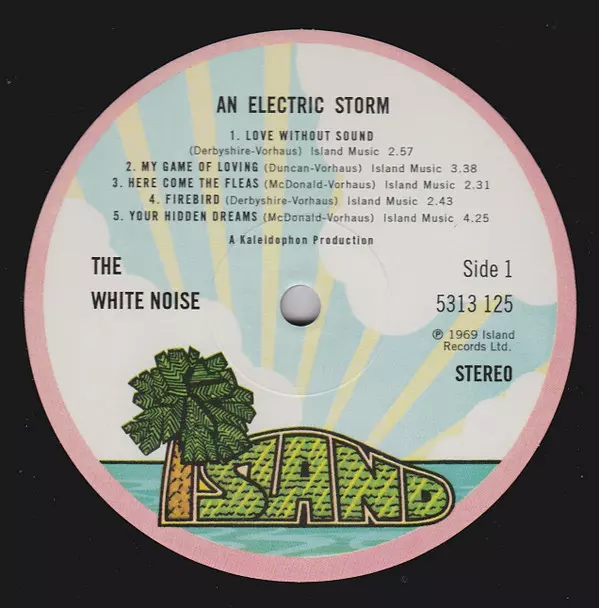 AN ELECTRIC STORM
1. LOVE WITHOUT SOUND
(Derbyshire-Vorhaus) Island Music 2.57
2. MY GAME OF LOVING (Duncan-Vorhaus) Island Music 3.38
3. HERE COME THE FLEAS (McDonald-Vorhaus) Island Music 2.31
4. FIREBIRD (Derbyshire-Vorhaus) Island Music 2.43
5. YOUR HIDDEN DREAMS (McDonald-Vorhaus) Island Music 4.25
A Kaleidophon Production
THE
WHITE NOISE
Side 1
5313 125
℗ 1969 Island
Records Ltd.
STEREO
ISLAND